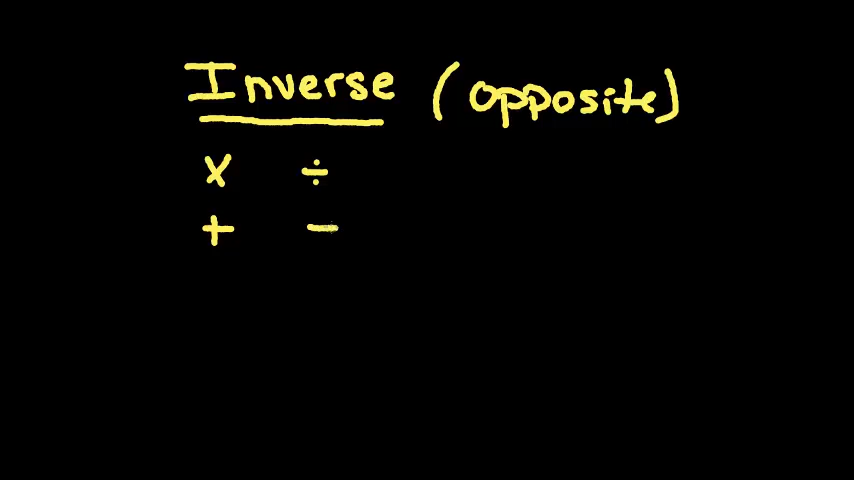 Inverse (opposite)
× ÷
+ −